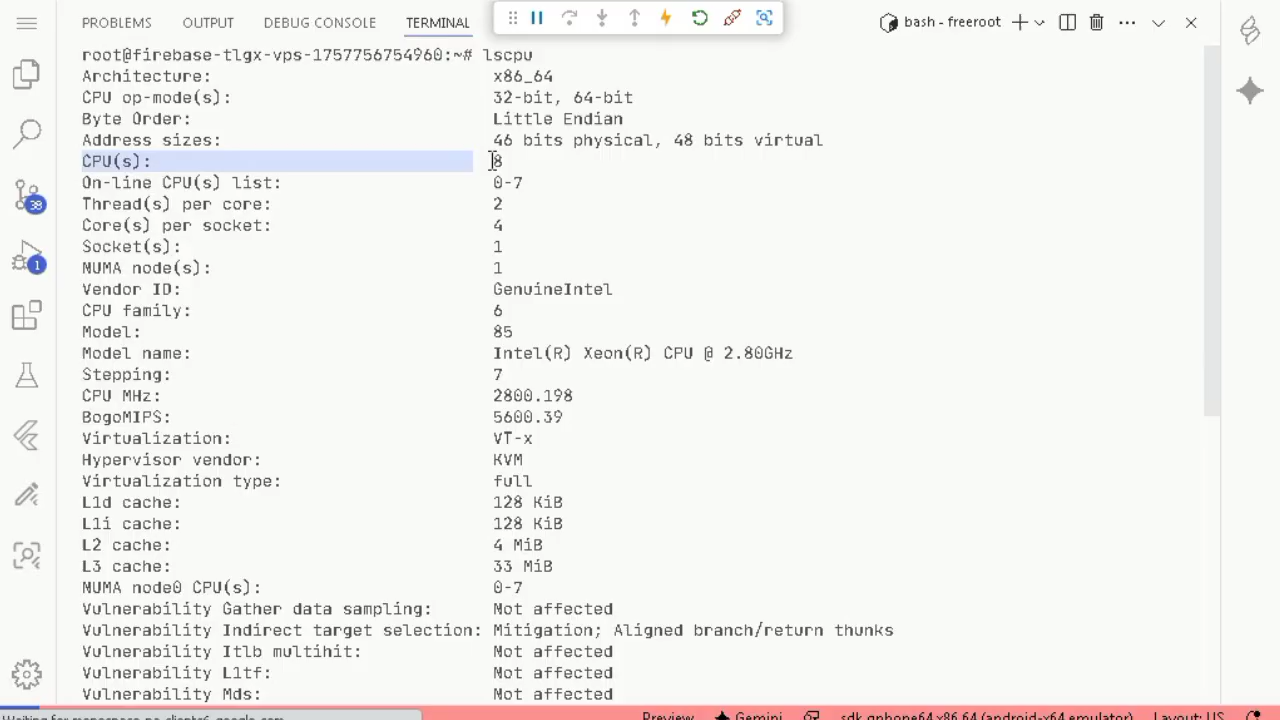 PROBLEMS OUTPUT DEBUG CONSOLE TERMINAL bash - freeroot
root@firebase-tlgx-vps-1757756754960:~# lscpu
Architecture: x86_64
CPU op-mode(s): 32-bit, 64-bit
Byte Order: Little Endian
Address sizes: 46 bits physical, 48 bits virtual
CPU(s): 8
On-line CPU(s) list: 0-7
Thread(s) per core: 2
Core(s) per socket: 4
Socket(s): 1
NUMA node(s): 1
Vendor ID: GenuineIntel
CPU family: 6
Model: 85
Model name: Intel(R) Xeon(R) CPU @ 2.80GHz
Stepping: 7
CPU MHz: 2800.198
BogoMIPS: 5600.39
Virtualization: VT-x
Hypervisor vendor: KVM
Virtualization type: full
L1d cache: 128 KiB
L1i cache: 128 KiB
L2 cache: 4 MiB
L3 cache: 33 MiB
NUMA node0 CPU(s): 0-7
Vulnerability Gather data sampling: Not affected
Vulnerability Indirect target selection: Mitigation; Aligned branch/return thunks
Vulnerability Itlb multihit: Not affected
Vulnerability L1tf: Not affected
Vulnerability Mds: Not affected
38
1
Preview Gemini sdk gphone64 x86 64 (android-x64 emulator) Layout: US